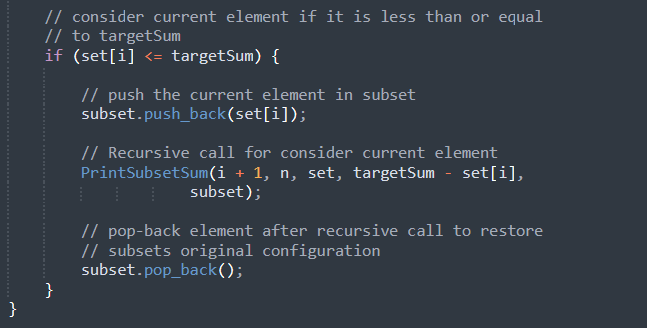 // consider current element if it is less than or equal
// to targetSum
if (set[i] <= targetSum) {
// push the current element in subset
subset.push_back(set[i]);
// Recursive call for consider current element
PrintSubsetSum(i + 1, n, set, targetSum - set[i],
subset);
// pop-back element after recursive call to restore
// subsets original configuration
subset.pop_back();
}
}